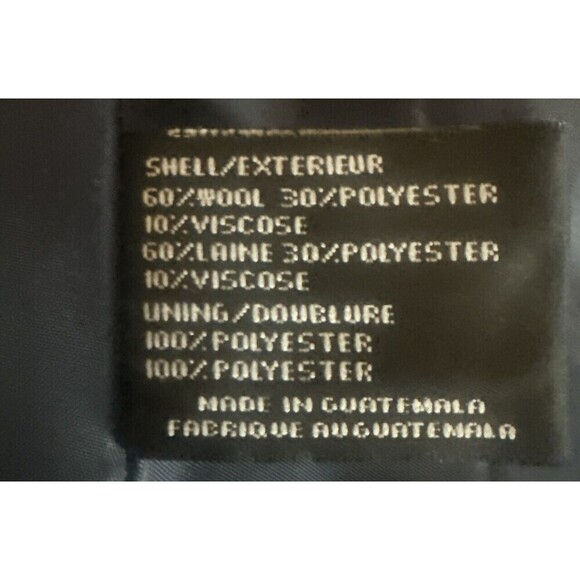 SHELL/EXTERIEUR
60%WOOL 30%POLYESTER
10%VISCOSE
60%LAINE 30%POLYESTER
10%VISCOSE
LINING/DOUBLURE
100%POLYESTER
100%POLYESTER
MADE IN GUATEMALA
FABRIQUE AU GUATEMALA